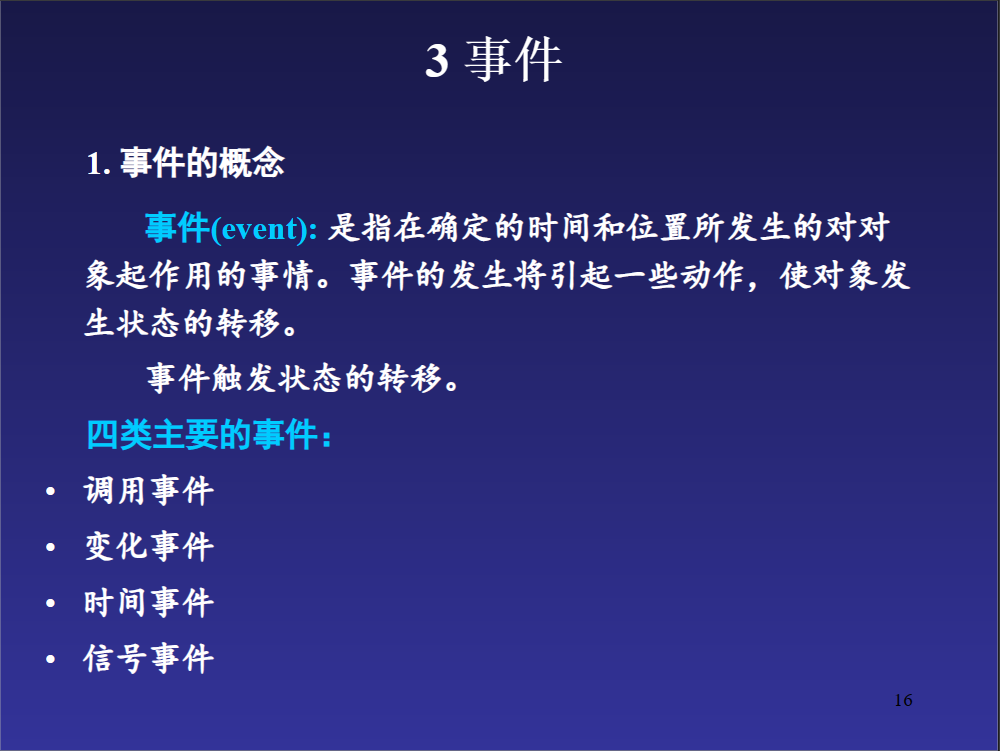 3 事件
1. 事件的概念
事件(event): 是指在确定的时间和位置所发生的对对
象起作用的事情。事件的发生将引起一些动作，使对象发
生状态的转移。
事件触发状态的转移。
四类主要的事件：
• 调用事件
• 变化事件
• 时间事件
• 信号事件
16